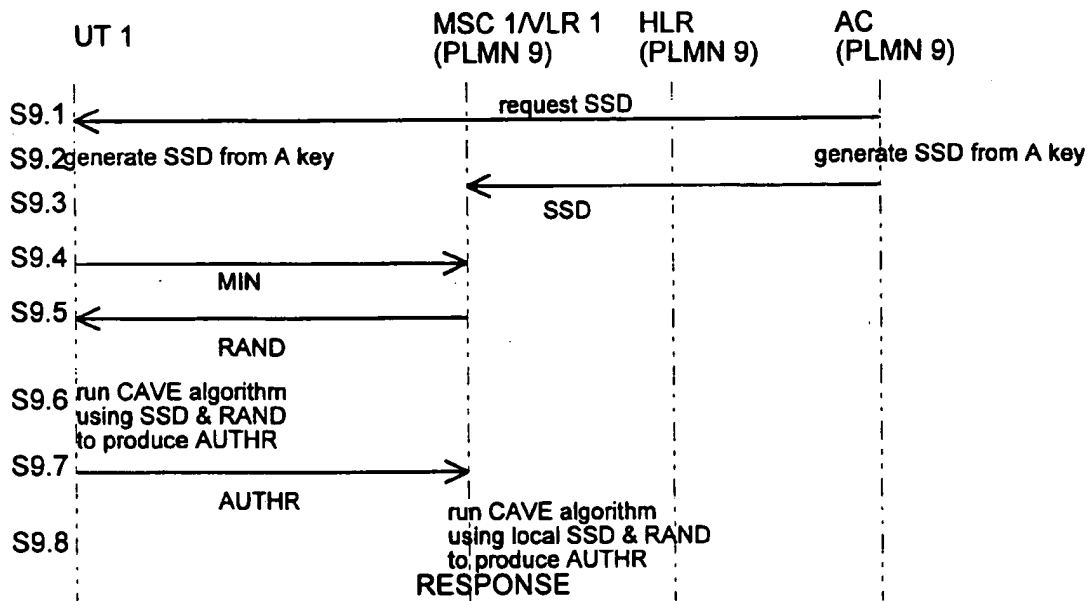 UT 1
MSC 1/VLR 1
(PLMN 9)
HLR
(PLMN 9)
AC
(PLMN 9)
S9.1
request SSD
S9.2
generate SSD from A key
generate SSD from A key
S9.3
SSD
S9.4
MIN
S9.5
RAND
S9.6
run CAVE algorithm
using SSD & RAND
to produce AUTHR
S9.7
AUTHR
S9.8
run CAVE algorithm
using local SSD & RAND
to produce AUTHR
RESPONSE